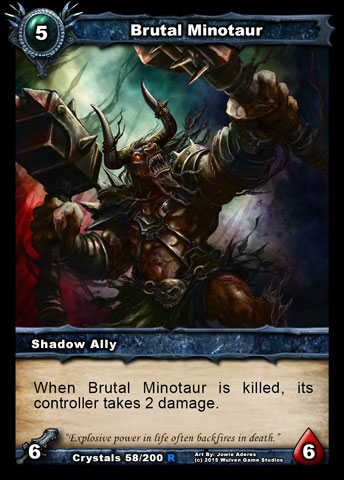 5
Brutal Minotaur
Shadow Ally
When Brutal Minotaur is killed, its
controller takes 2 damage.
"Explosive power in life often backfires in death."
6
Crystals 58/200 R
Art By: Jowie Aderes
(c) 2015 Wulven Game Studios
6